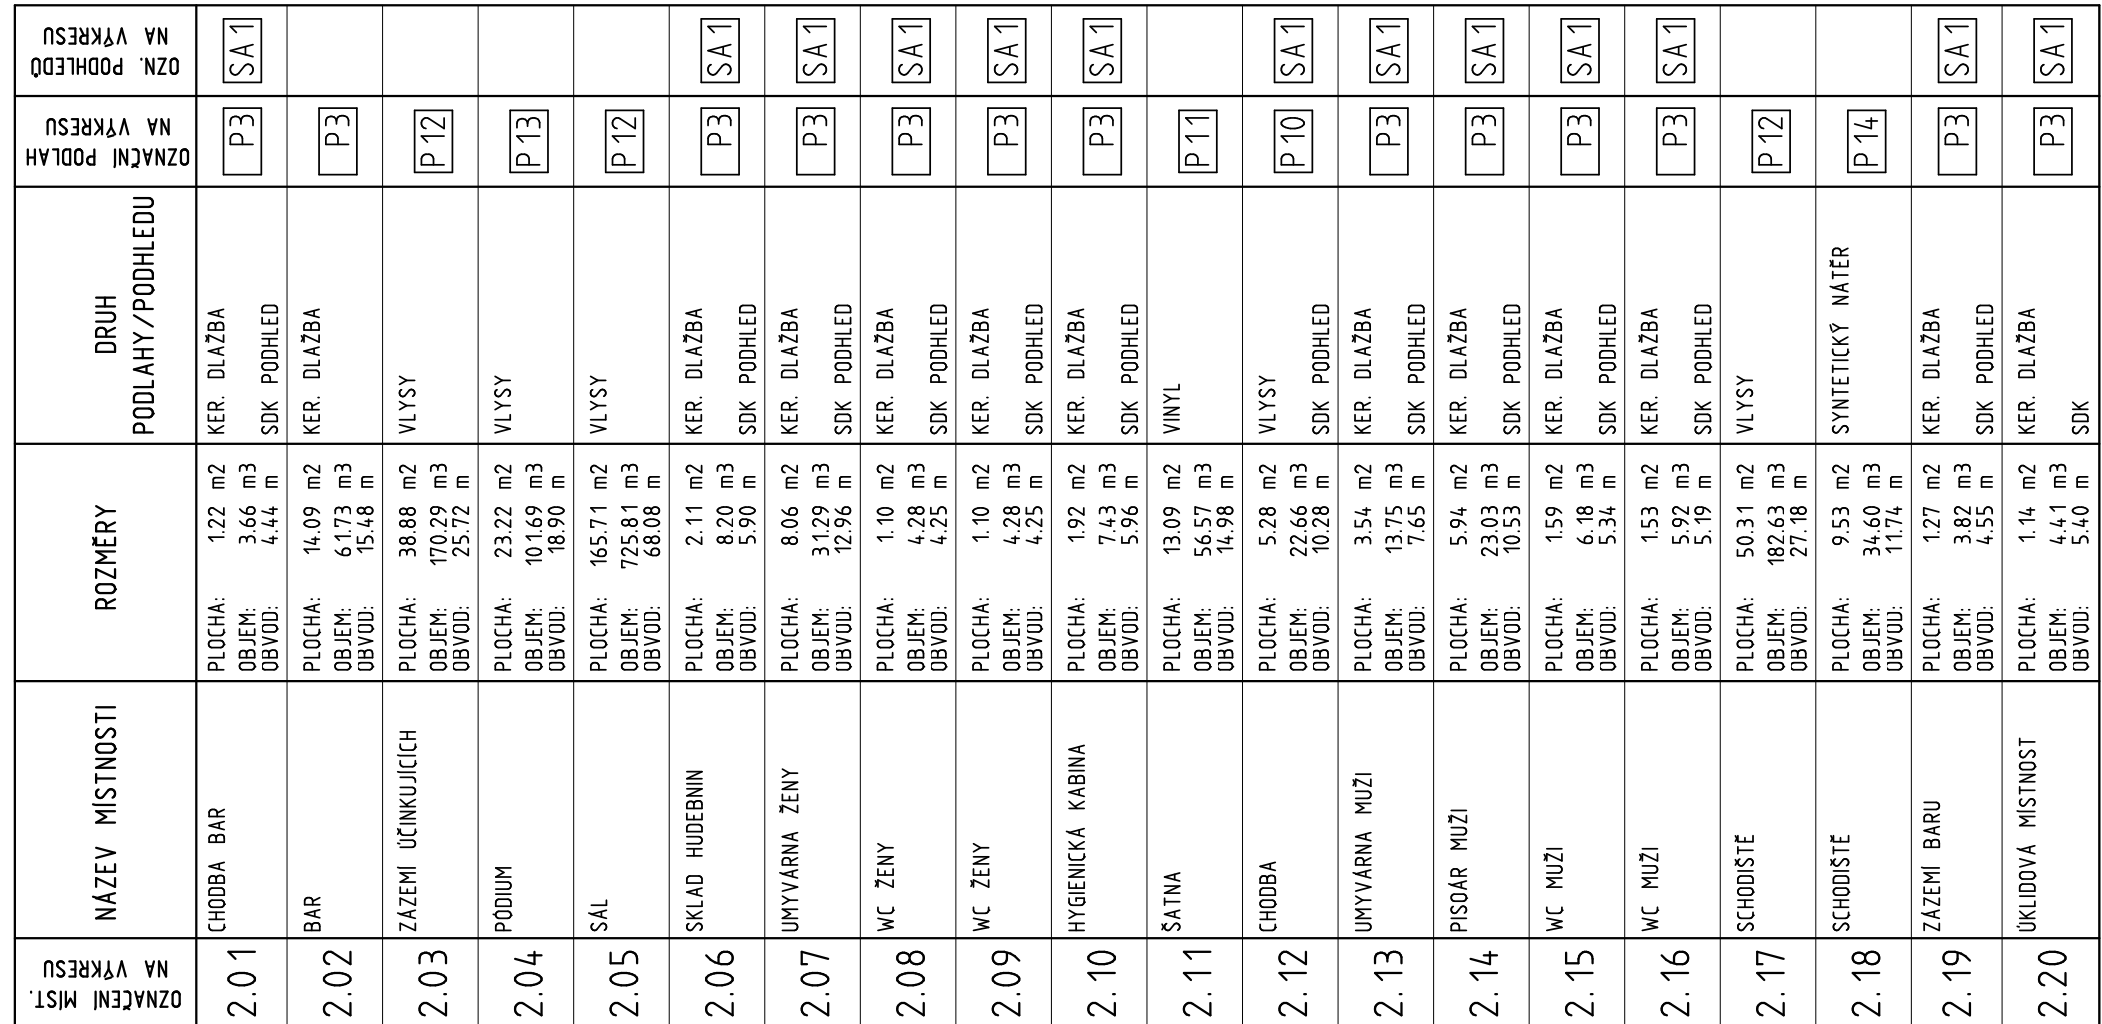 OZNAČENÍ MÍST.
NA VÝKRESU
NÁZEV MÍSTNOSTI
ROZMĚRY
DRUH
PODLAHY/PODHLEDU
OZNAČNÍ PODLAH
NA VÝKRESU
OZN. PODHLEDŮ
NA VÝKRESU
2.01
CHODBA BAR
PLOCHA: 1.22 m2
OBJEM: 3.66 m3
OBVOD: 4.44 m
KER. DLAŽBA
SDK PODHLED
P3
SA1
2.02
BAR
PLOCHA: 14.09 m2
OBJEM: 61.73 m3
OBVOD: 15.48 m
KER. DLAŽBA
P3
2.03
ZÁZEMÍ ÚČINKUJÍCÍCH
PLOCHA: 38.88 m2
OBJEM: 170.29 m3
OBVOD: 25.72 m
VLYSY
P12
2.04
PÓDIUM
PLOCHA: 23.22 m2
OBJEM: 101.69 m3
OBVOD: 18.90 m
VLYSY
P13
2.05
SÁL
PLOCHA: 165.71 m2
OBJEM: 725.81 m3
OBVOD: 68.08 m
VLYSY
P12
2.06
SKLAD HUDEBNIN
PLOCHA: 2.11 m2
OBJEM: 8.20 m3
OBVOD: 5.90 m
KER. DLAŽBA
SDK PODHLED
P3
SA1
2.07
UMYVÁRNA ŽENY
PLOCHA: 8.06 m2
OBJEM: 31.29 m3
OBVOD: 12.96 m
KER. DLAŽBA
SDK PODHLED
P3
SA1
2.08
WC ŽENY
PLOCHA: 1.10 m2
OBJEM: 4.28 m3
OBVOD: 4.25 m
KER. DLAŽBA
SDK PODHLED
P3
SA1
2.09
WC ŽENY
PLOCHA: 1.10 m2
OBJEM: 4.28 m3
OBVOD: 4.25 m
KER. DLAŽBA
SDK PODHLED
P3
SA1
2.10
HYGIENICKÁ KABINA
PLOCHA: 1.92 m2
OBJEM: 7.43 m3
OBVOD: 5.96 m
KER. DLAŽBA
SDK PODHLED
P3
SA1
2.11
ŠATNA
PLOCHA: 13.09 m2
OBJEM: 56.57 m3
OBVOD: 14.98 m
VINYL
P11
2.12
CHODBA
PLOCHA: 5.28 m2
OBJEM: 22.66 m3
OBVOD: 10.28 m
VLYSY
SDK PODHLED
P10
SA1
2.13
UMYVÁRNA MUŽI
PLOCHA: 3.54 m2
OBJEM: 13.75 m3
OBVOD: 7.65 m
KER. DLAŽBA
SDK PODHLED
P3
SA1
2.14
PISOÁR MUŽI
PLOCHA: 5.94 m2
OBJEM: 23.03 m3
OBVOD: 10.53 m
KER. DLAŽBA
SDK PODHLED
P3
SA1
2.15
WC MUŽI
PLOCHA: 1.59 m2
OBJEM: 6.18 m3
OBVOD: 5.34 m
KER. DLAŽBA
SDK PODHLED
P3
SA1
2.16
WC MUŽI
PLOCHA: 1.53 m2
OBJEM: 5.92 m3
OBVOD: 5.19 m
KER. DLAŽBA
SDK PODHLED
P3
SA1
2.17
SCHODIŠTĚ
PLOCHA: 50.31 m2
OBJEM: 182.63 m3
OBVOD: 27.18 m
VLYSY
P12
2.18
SCHODIŠTĚ
PLOCHA: 9.53 m2
OBJEM: 34.60 m3
OBVOD: 11.74 m
SYNTETICKÝ NÁTĚR
P14
2.19
ZÁZEMÍ BARU
PLOCHA: 1.27 m2
OBJEM: 3.82 m3
OBVOD: 4.55 m
KER. DLAŽBA
SDK PODHLED
P3
SA1
2.20
ÚKLIDOVÁ MÍSTNOST
PLOCHA: 1.14 m2
OBJEM: 4.41 m3
OBVOD: 5.40 m
KER. DLAŽBA
SDK
P3
SA1